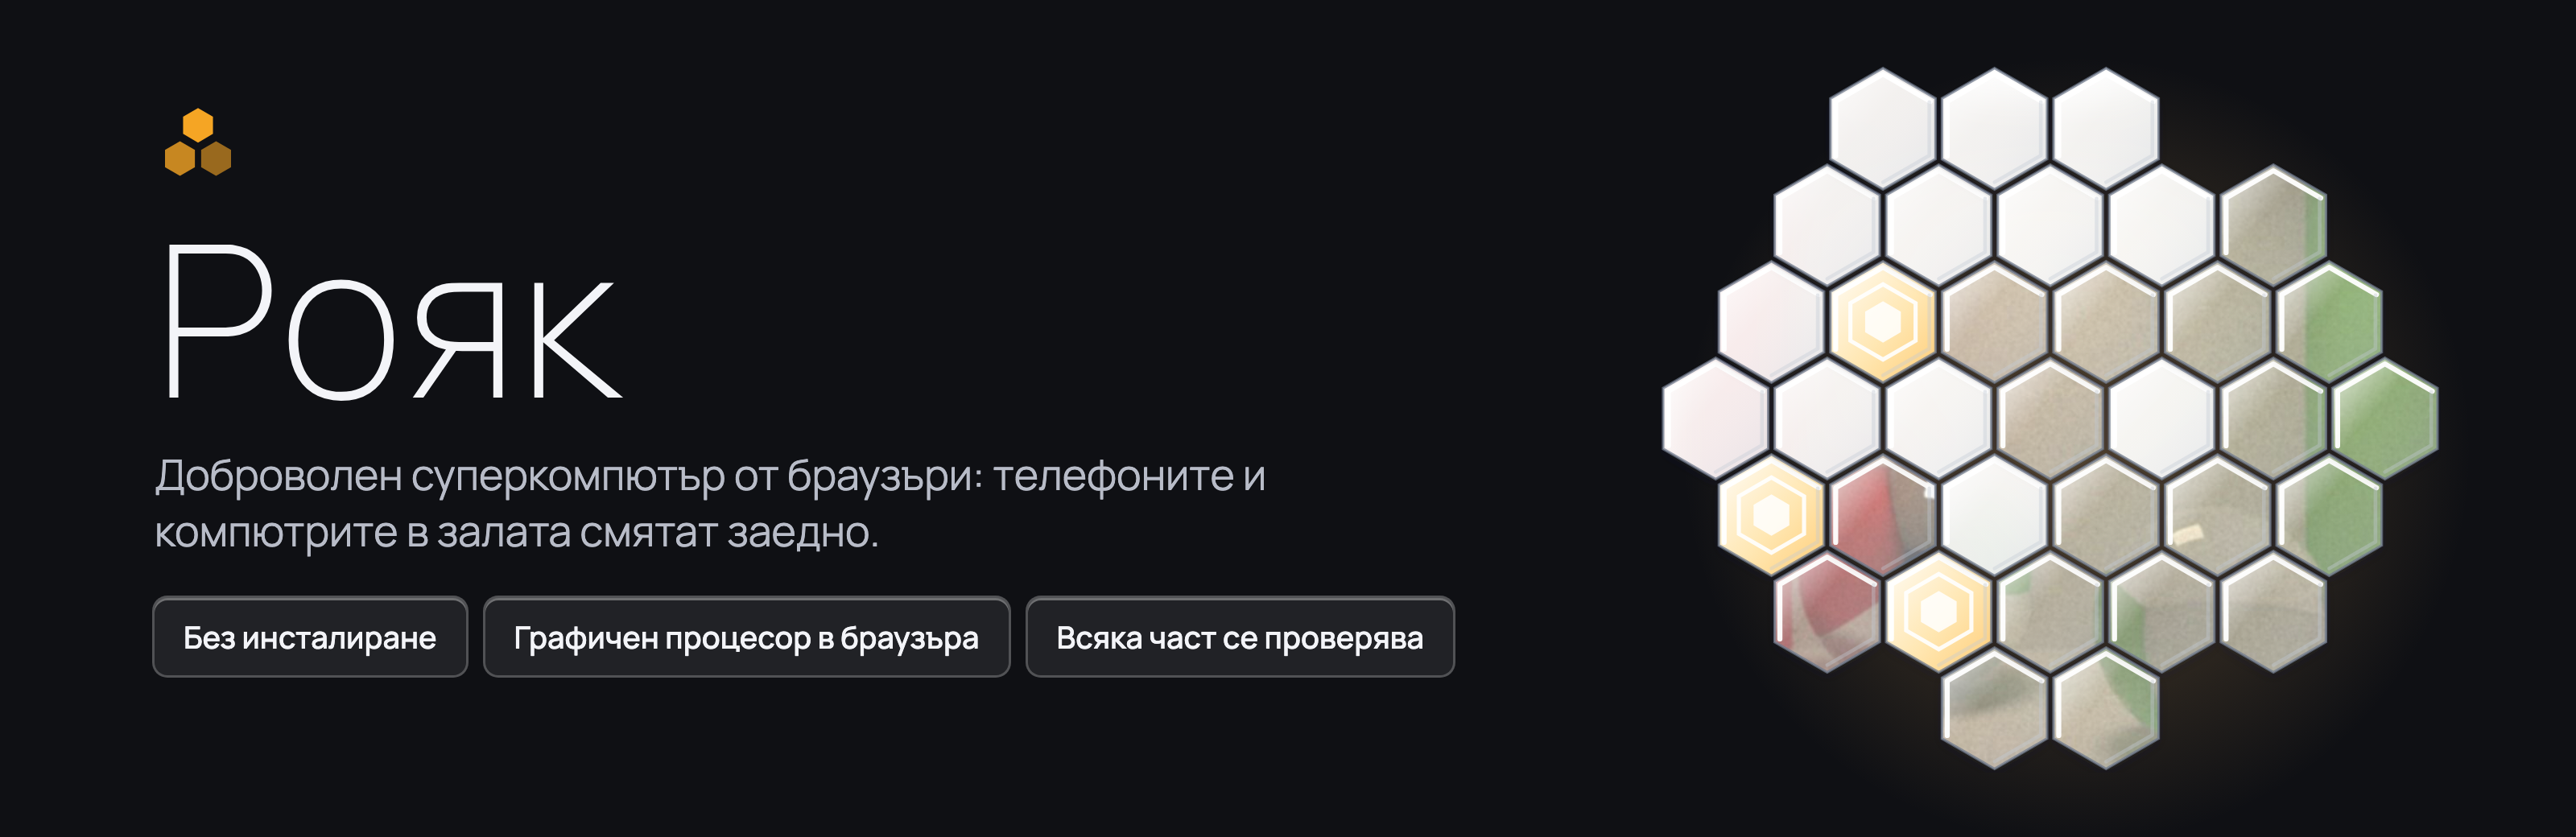 Рояк
Доброволен суперкомпютър от браузъри: телефоните и
компютрите в залата смятат заедно.
Без инсталиране
Графичен процесор в браузъра
Всяка част се проверява